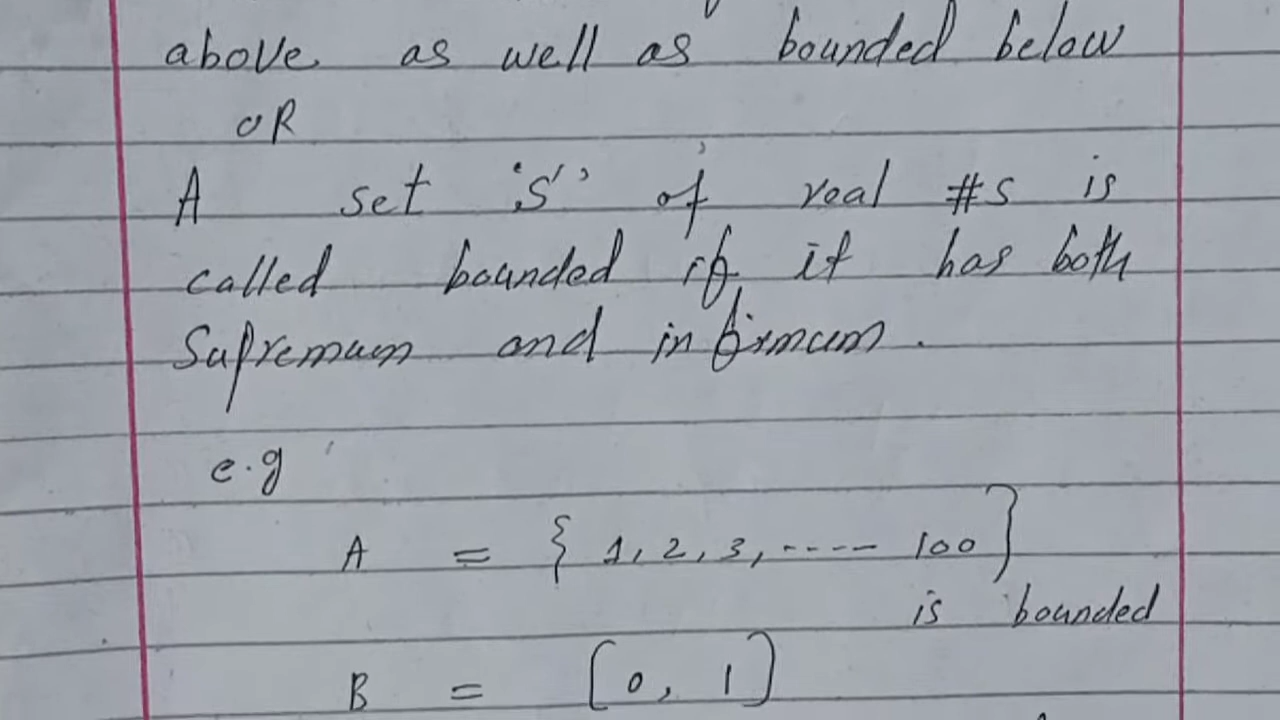 above as well as bounded below
OR
A set 'S' of real #s is
called bounded if it has both
Supremum and infirmum.
e.g
A = { 1, 2, 3, ---- 100 }
is bounded
B = [0, 1]